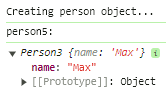 Creating person object...
person5:
▼ Person3 {name: 'Max'} i
name: "Max"
▶ [[Prototype]]: Object